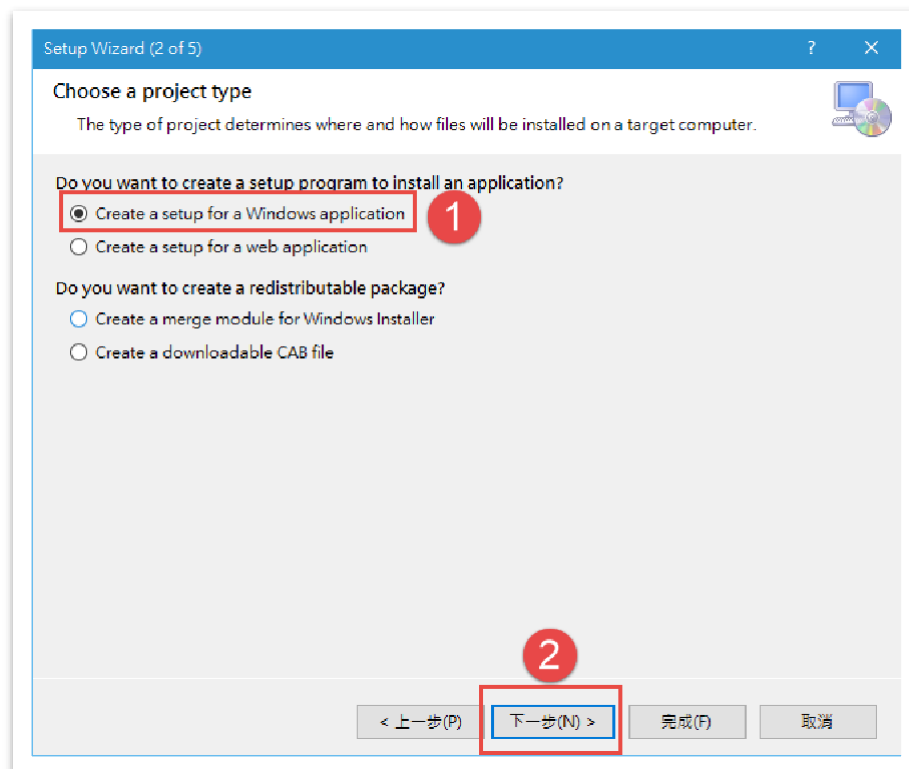 Setup Wizard (2 of 5)
Choose a project type
The type of project determines where and how files will be installed on a target computer.
Do you want to create a setup program to install an application?
Create a setup for a Windows application
1
Create a setup for a web application
Do you want to create a redistributable package?
Create a merge module for Windows Installer
Create a downloadable CAB file
2
< 上一步(P) 下一步(N) > 完成(F) 取消